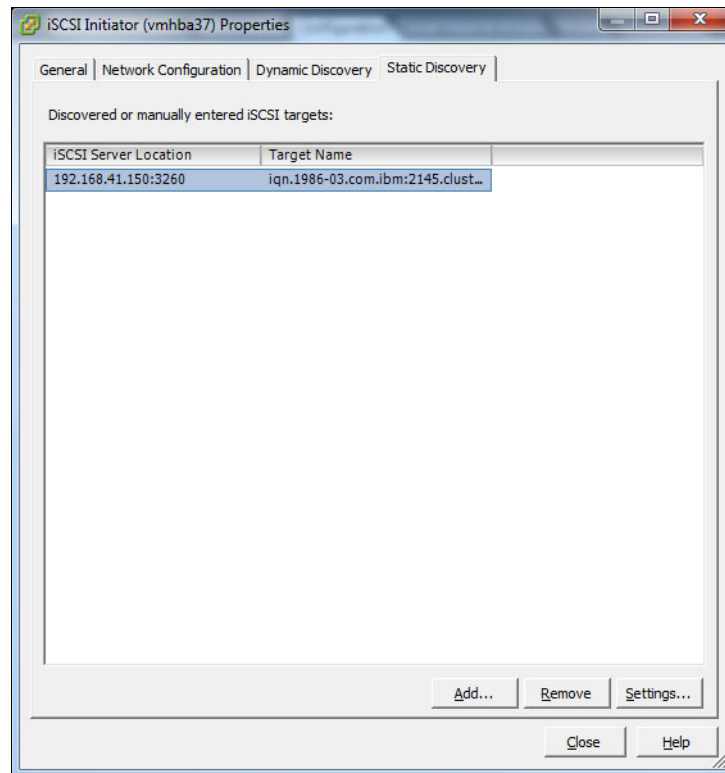 iSCSI Initiator (vmhba37) Properties
General Network Configuration Dynamic Discovery Static Discovery
Discovered or manually entered iSCSI targets:
iSCSI Server Location Target Name
192.168.41.150:3260 iqn.1986-03.com.ibm:2145.clust...
Add... Remove Settings...
Close Help